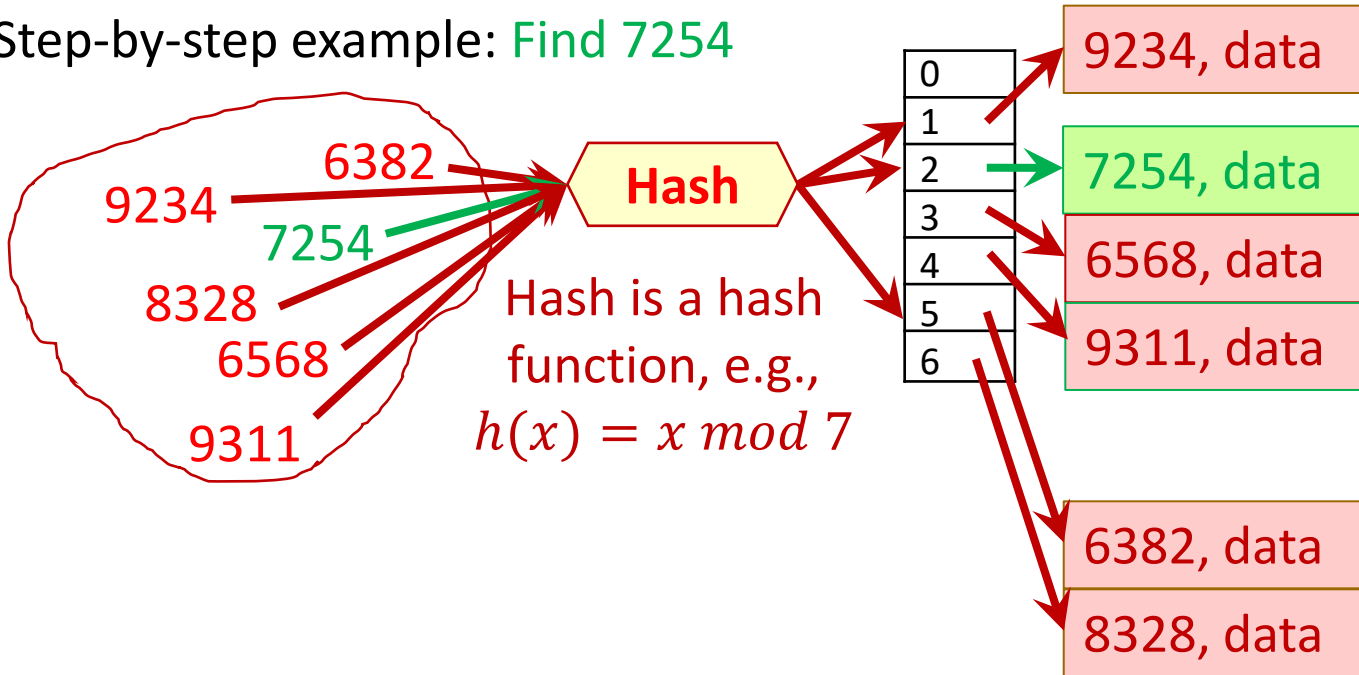 Step-by-step example: Find 7254
6382
9234
7254
8328
6568
9311
Hash
Hash is a hash
function, e.g.,
h(x) = x mod 7
0
1
2
3
4
5
6
9234, data
7254, data
6568, data
9311, data
6382, data
8328, data